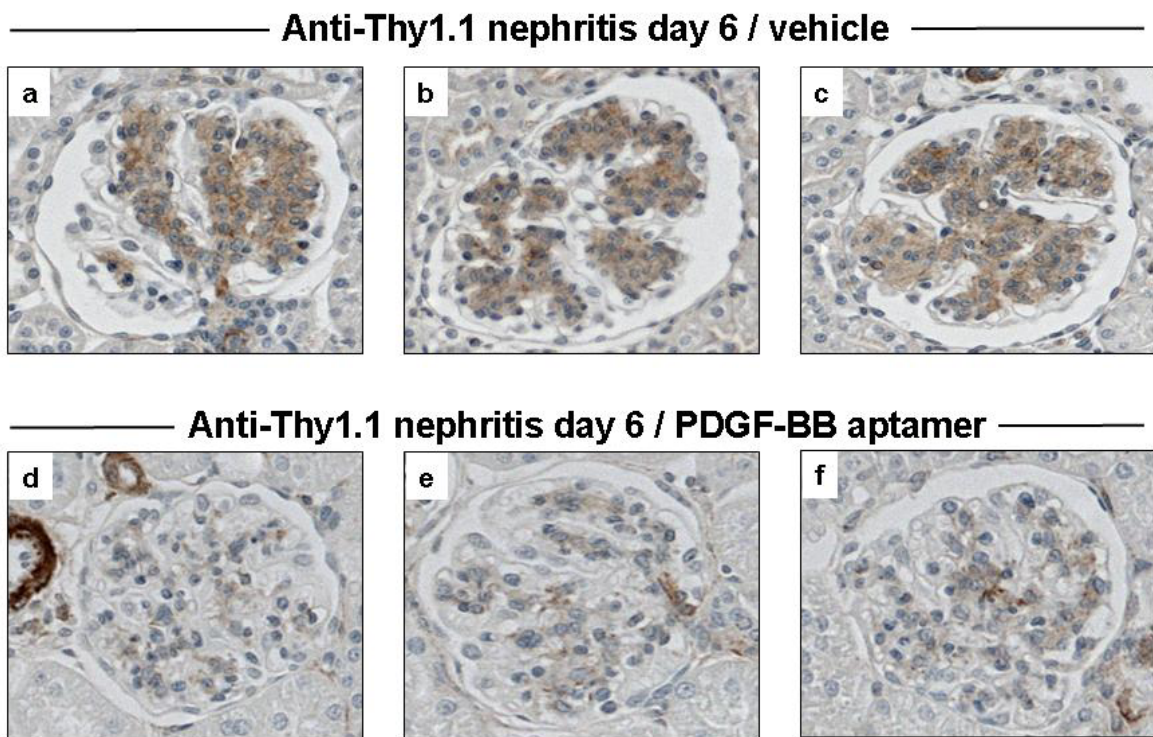 Anti-Thy1.1 nephritis day 6 / vehicle
a b c
Anti-Thy1.1 nephritis day 6 / PDGF-BB aptamer
d e f